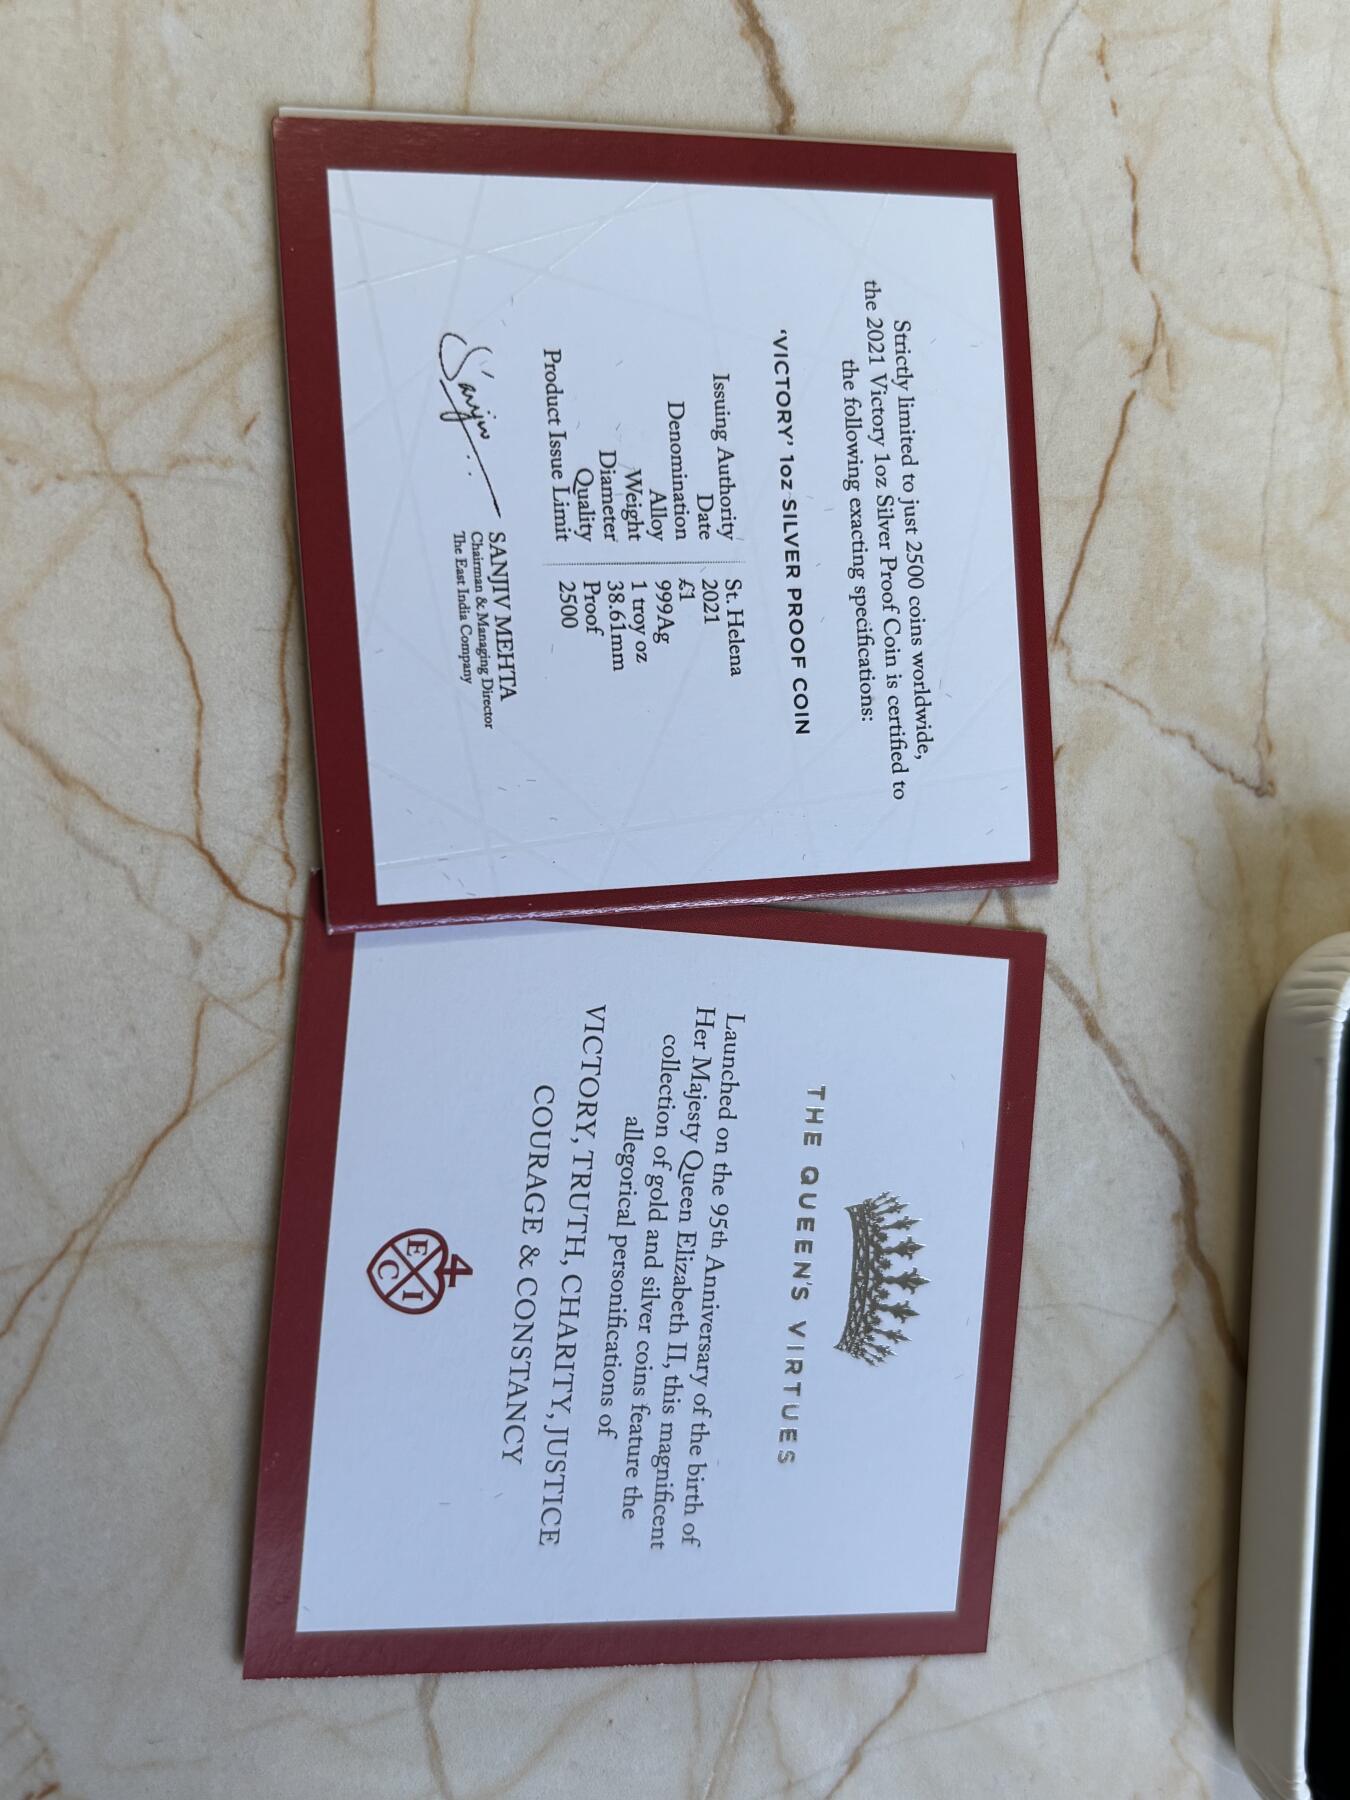 Strictly limited to just 2500 coins worldwide,
the 2021 Victory 1oz Silver Proof Coin is certified to
the following exacting specifications:
'VICTORY' 1oz SILVER PROOF COIN
Issuing Authority St. Helena
Date 2021
Denomination £1
Alloy 999Ag
Weight 1 troy oz
Diameter 38.61mm
Quality Proof
Product Issue Limit 2500
Sanjiv
SANJIV MEHTA
Chairman & Managing Director
The East India Company
THE QUEEN'S VIRTUES
Launched on the 95th Anniversary of the birth of
Her Majesty Queen Elizabeth II, this magnificent
collection of gold and silver coins feature the
allegorical personifications of
VICTORY, TRUTH, CHARITY, JUSTICE
COURAGE & CONSTANCY
4
E I C